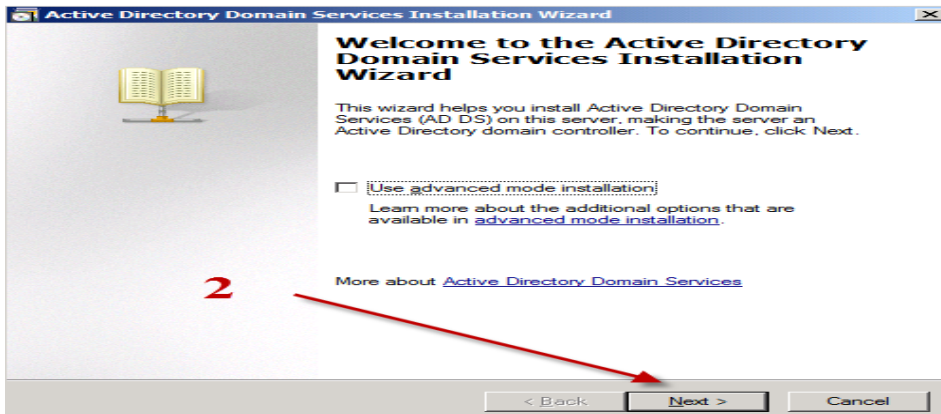 Active Directory Domain Services Installation Wizard
Welcome to the Active Directory
Domain Services Installation
Wizard
This wizard helps you install Active Directory Domain
Services (AD DS) on this server, making the server an
Active Directory domain controller. To continue, click Next.
Use advanced mode installation
Learn more about the additional options that are
available in advanced mode installation.
2
More about Active Directory Domain Services
< Back Next > Cancel